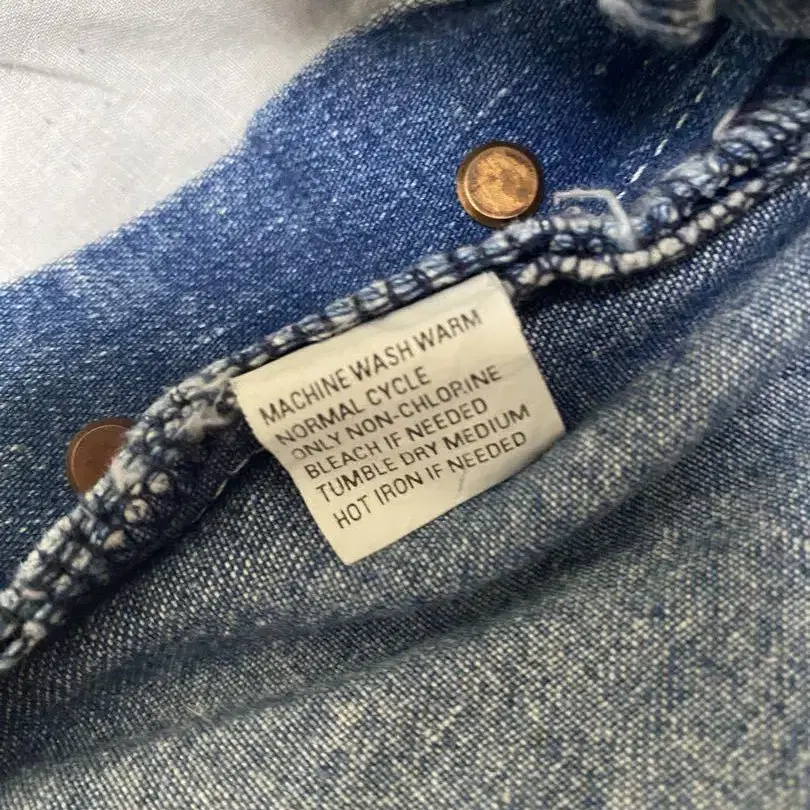 MACHINE WASH WARM
NORMAL CYCLE
ONLY NON-CHLORINE
BLEACH IF NEEDED
TUMBLE DRY MEDIUM
HOT IRON IF NEEDED